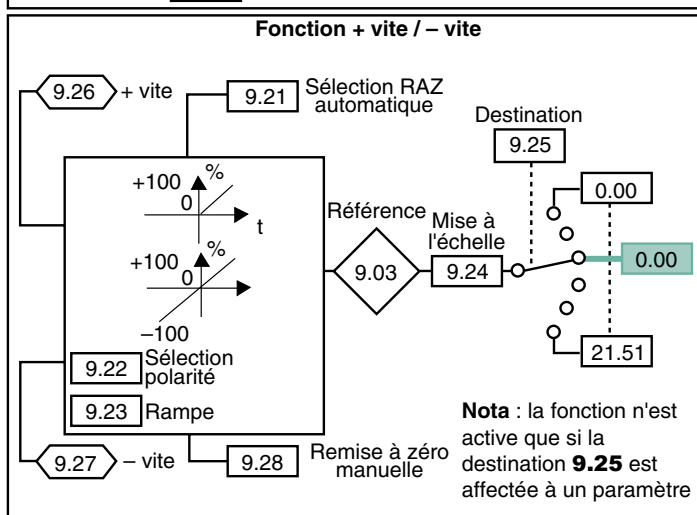 Fonction + vite / – vite
9.26 + vite
9.21 Sélection RAZ
automatique
Destination
9.25
+100 %
0
t
+100 %
0
–100
9.22 Sélection
polarité
9.23 Rampe
Référence
9.03
Mise à
l'échelle
9.24
0.00
0.00
21.51
9.27 – vite
9.28 Remise à zéro
manuelle
Nota : la fonction n'est
active que si la
destination 9.25 est
affectée à un paramètre